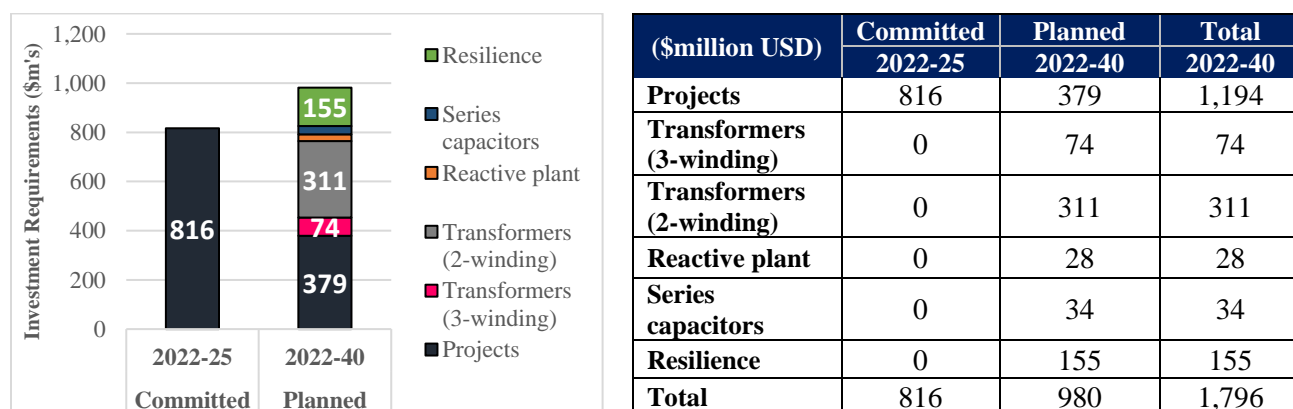 1,200
1,000
800
600
400
200
0
Investment Requirements ($m's)
816
155
311
74
379
2022-25
2022-40
Committed
Planned
Resilience
Series
capacitors
Reactive plant
Transformers
(2-winding)
Transformers
(3-winding)
Projects
($million USD) Committed Planned Total
2022-25 2022-40 2022-40
Projects 816 379 1,194
Transformers
(3-winding) 0 74 74
Transformers
(2-winding) 0 311 311
Reactive plant 0 28 28
Series
capacitors 0 34 34
Resilience 0 155 155
Total 816 980 1,796